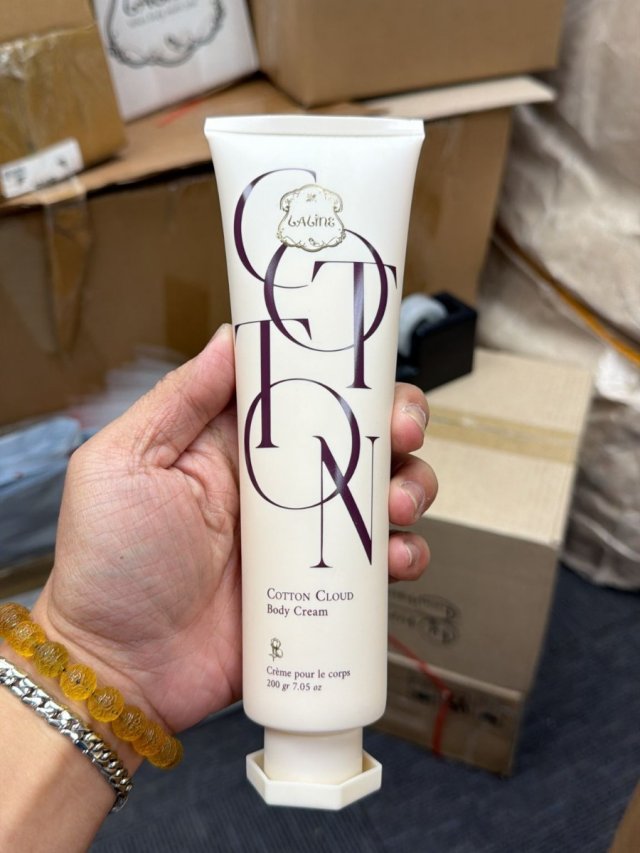 LALINE
COTTON
COTTON CLOUD
Body Cream
Crème pour le corps
200 gr 7.05 oz